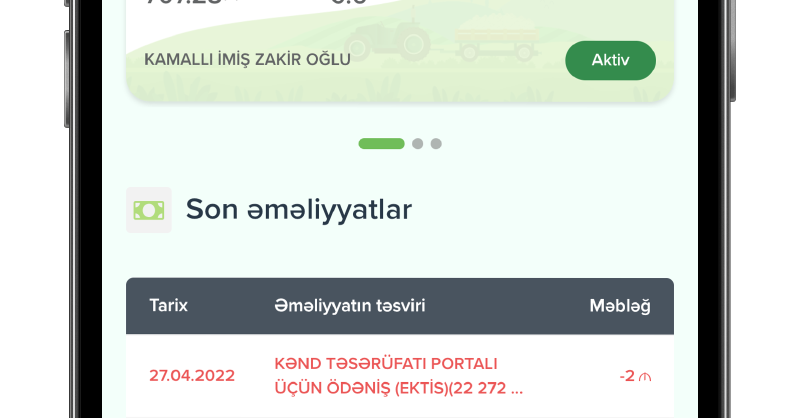 KAMALLI İMİŞ ZAKİR OĞLU
Aktiv
Son əməliyyatlar
Tarix Əməliyyatın təsviri Məbləğ
27.04.2022 KƏND TƏSƏRÜFATI PORTALI
ÜÇÜN ÖDƏNİŞ (EKTİS)(22 272 ... -2 ₼